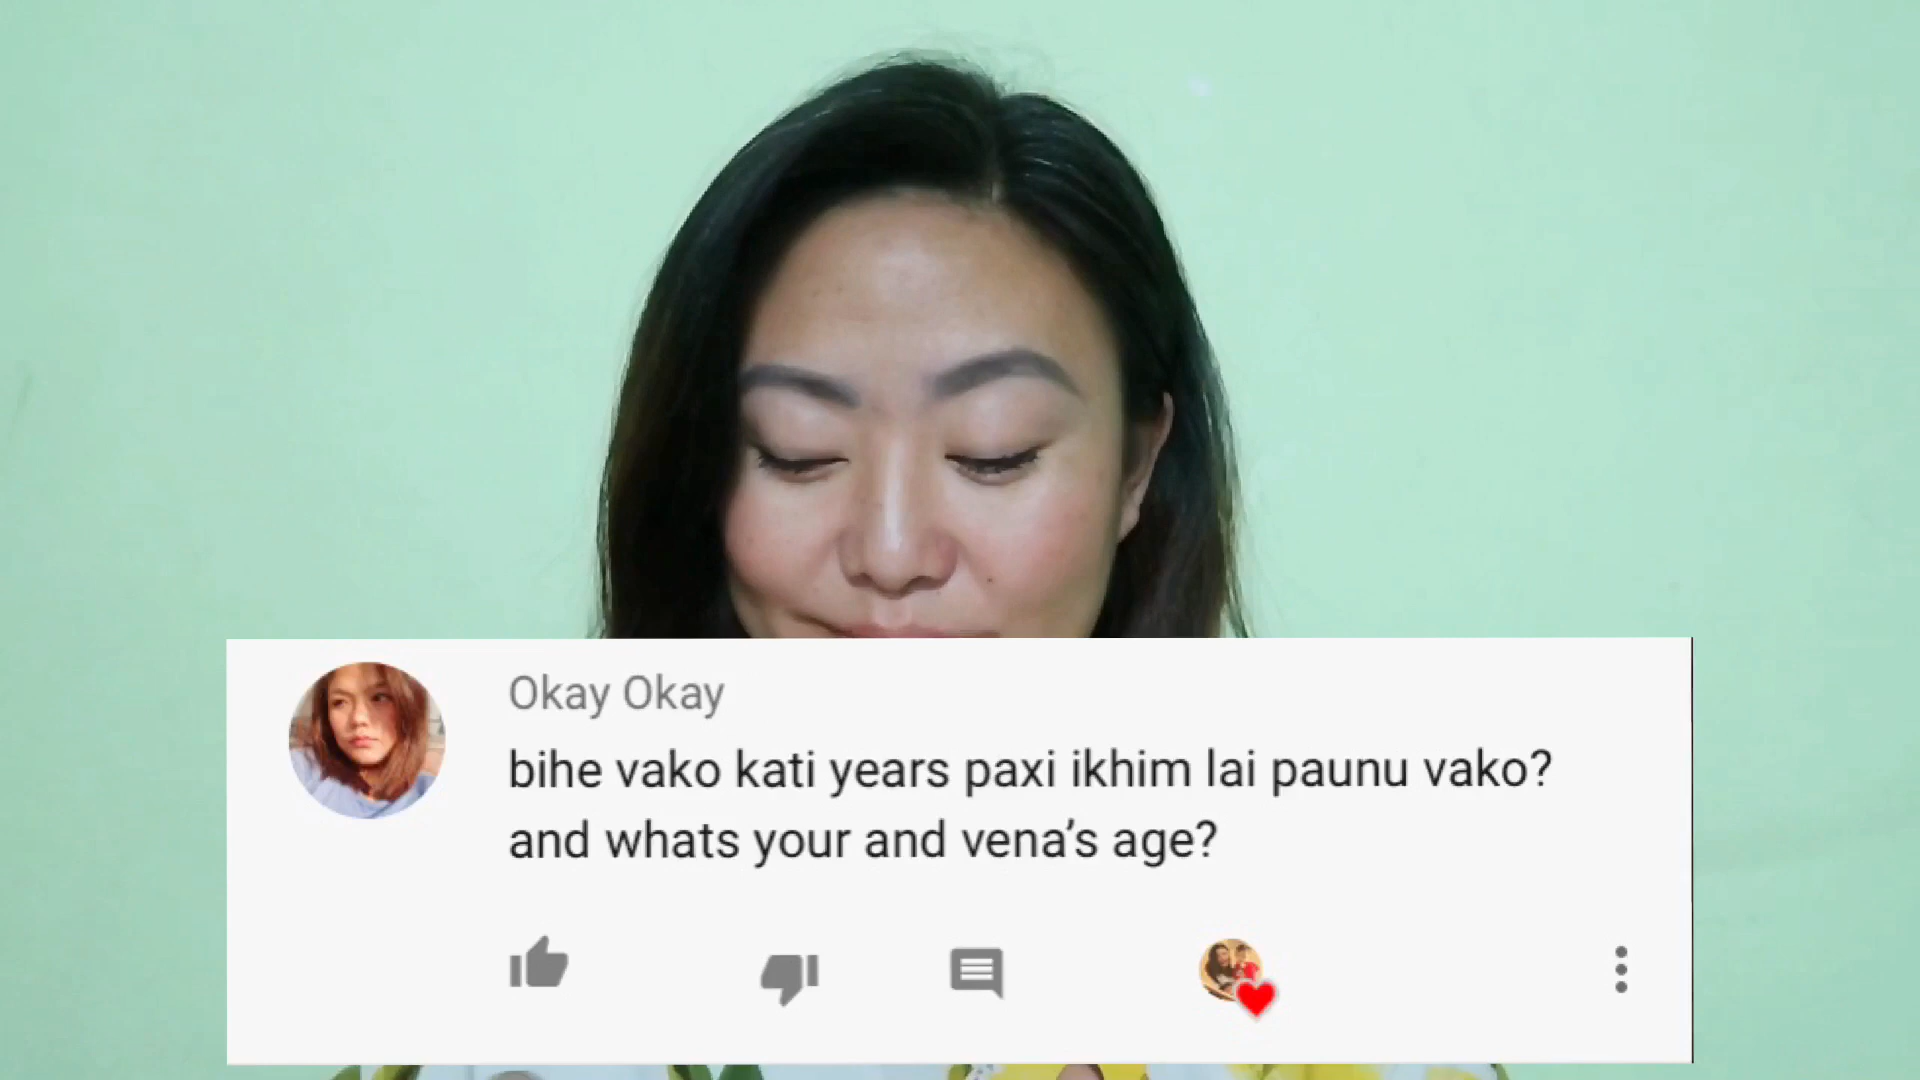 Okay Okay
bihe vako kati years paxi ikhim lai paunu vako?
and whats your and vena’s age?